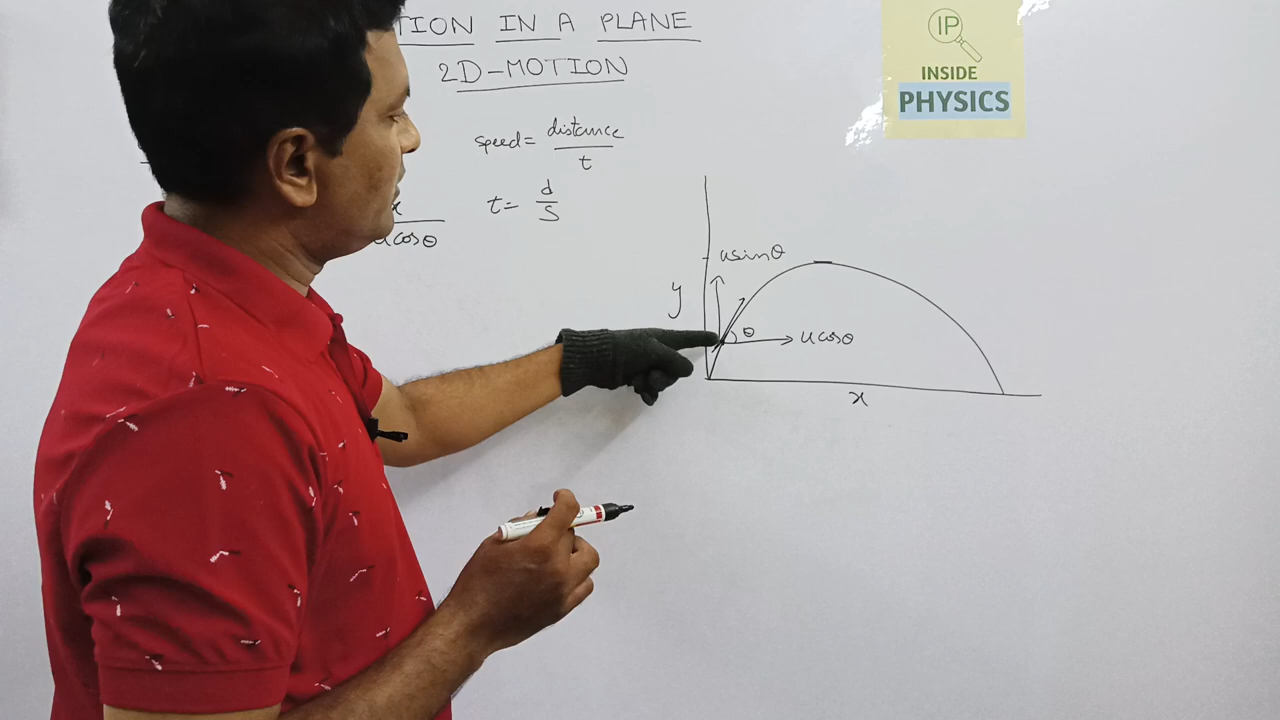 TION IN A PLANE
2D-MOTION
IP
INSIDE
PHYSICS
speed= distance
t
t= d
S
x
ucosθ
usinθ
y
θ
ucosθ
x